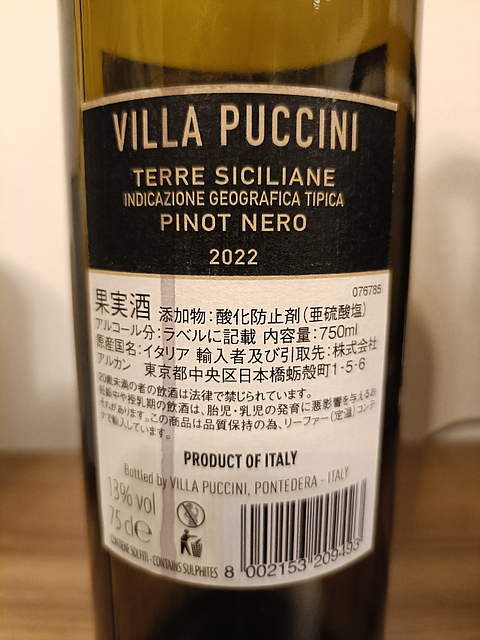 VILLA PUCCINI
TERRE SICILIANE
INDICAZIONE GEOGRAFICA TIPICA
PINOT NERO
2022
076785
果実酒 添加物：酸化防止剤（亜硫酸塩）
アルコール分：ラベルに記載 内容量：750ml
原産国名：イタリア 輸入者及び引取先：株式会社
アルカン 東京都中央区日本橋蛎殻町1-5-6
20歳未満の者の飲酒は法律で禁じられています。
妊娠中や授乳期の飲酒は、胎児・乳児の発育に悪影響を与えるお
それがあります。この商品は品質保持の為、リーファー（定温）コンテ
ナで輸入しています。
PRODUCT OF ITALY
Bottled by VILLA PUCCINI, PONTEDERA - ITALY
13% vol
75 cl e
CONTIENE SOLFITI - CONTAINS SULPHITES
8 002153 209493